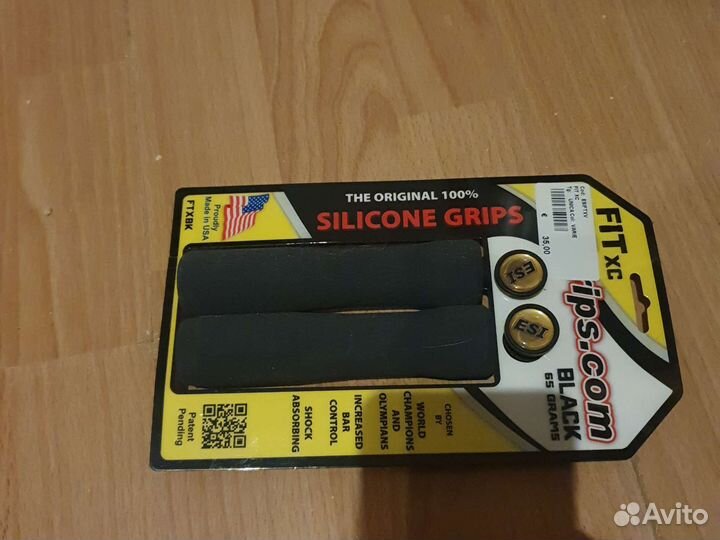 THE ORIGINAL 100%
SILICONE GRIPS
Proudly
Made in USA
FTXBK
FIT XC
ips.com
BLACK
65 GRAMS
€ 35,00
ESI
ESI
CHOSEN
BY
WORLD
CHAMPIONS
AND
OLYMPIANS
INCREASED
BAR
CONTROL
SHOCK
ABSORBING
Patent
Pending
Avito